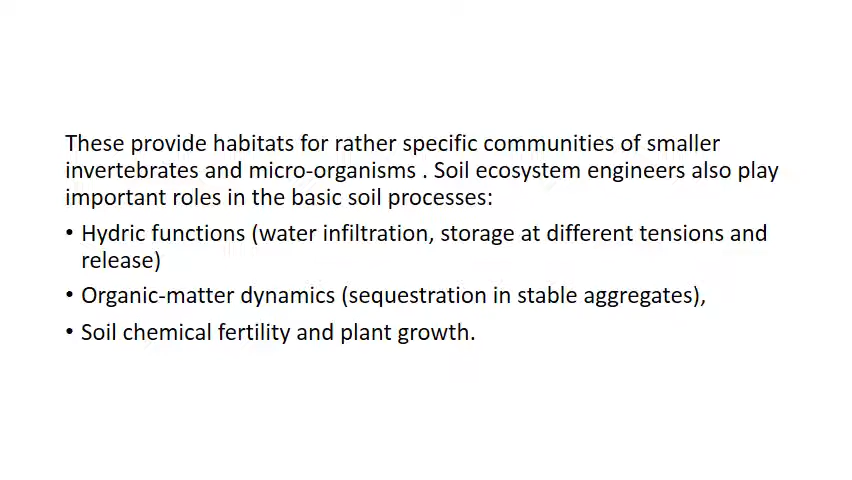 These provide habitats for rather specific communities of smaller
invertebrates and micro-organisms . Soil ecosystem engineers also play
important roles in the basic soil processes:
• Hydric functions (water infiltration, storage at different tensions and
release)
• Organic-matter dynamics (sequestration in stable aggregates),
• Soil chemical fertility and plant growth.